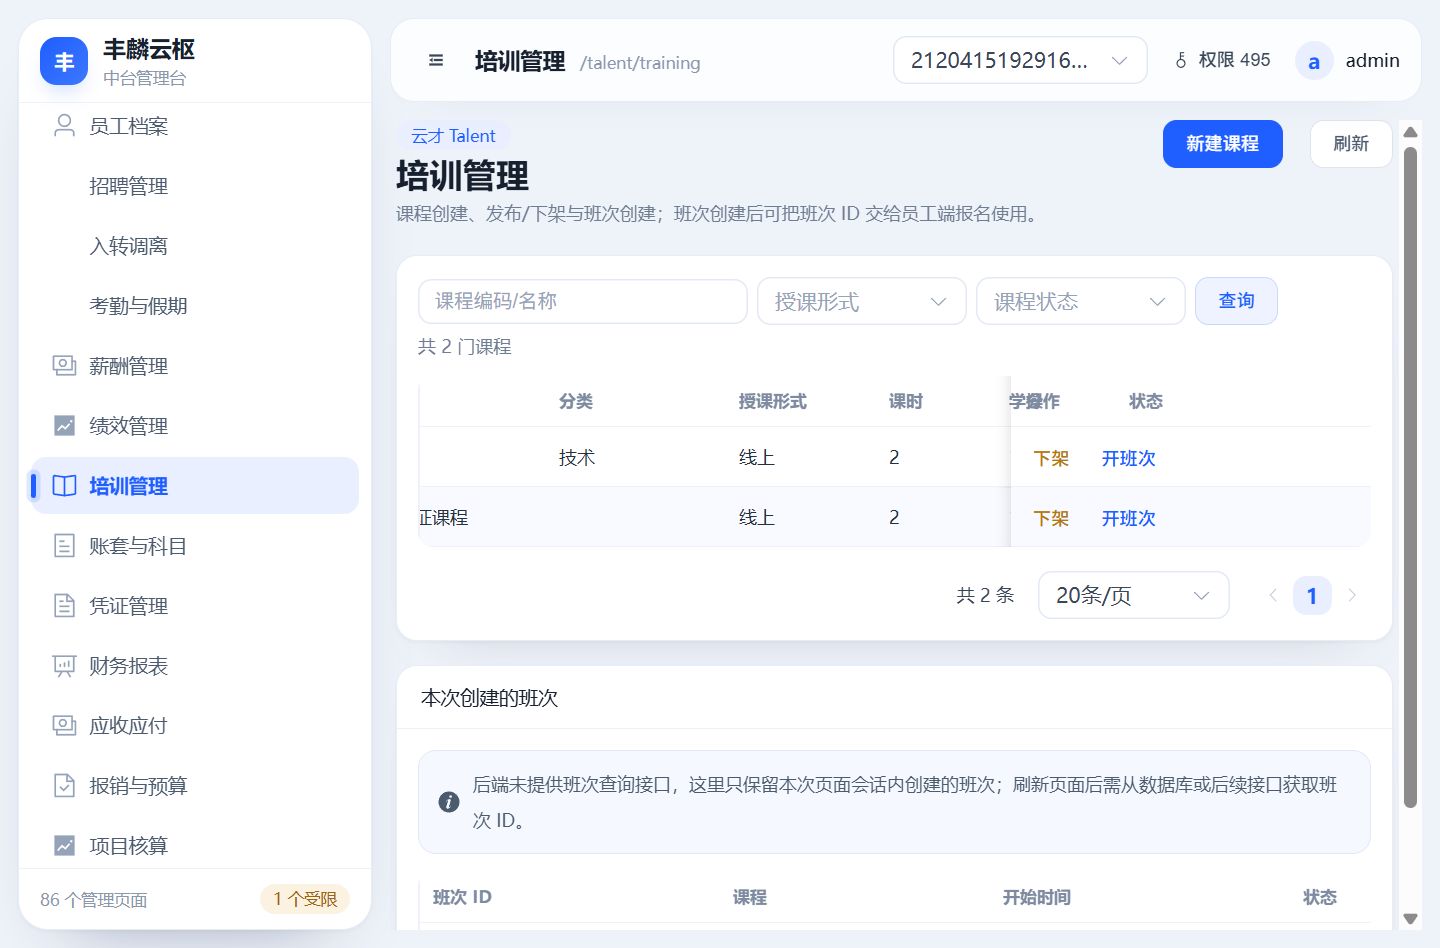 丰 丰麟云枢
中台管理台
员工档案
招聘管理
入转调离
考勤与假期
薪酬管理
绩效管理
培训管理
账套与科目
凭证管理
财务报表
应收应付
报销与预算
项目核算
86 个管理页面 1 个受限
培训管理 /talent/training 2120415192916... 权限 495 a admin
云才 Talent
培训管理
课程创建、发布/下架与班次创建；班次创建后可把班次 ID 交给员工端报名使用。
新建课程 刷新
课程编码/名称 授课形式 课程状态 查询
共 2 门课程
分类 授课形式 课时 学 操作 状态
技术 线上 2 下架 开班次
证课程 线上 2 下架 开班次
共 2 条 20条/页 1
本次创建的班次
后端未提供班次查询接口，这里只保留本次页面会话内创建的班次；刷新页面后需从数据库或后续接口获取班
次 ID。
班次 ID 课程 开始时间 状态